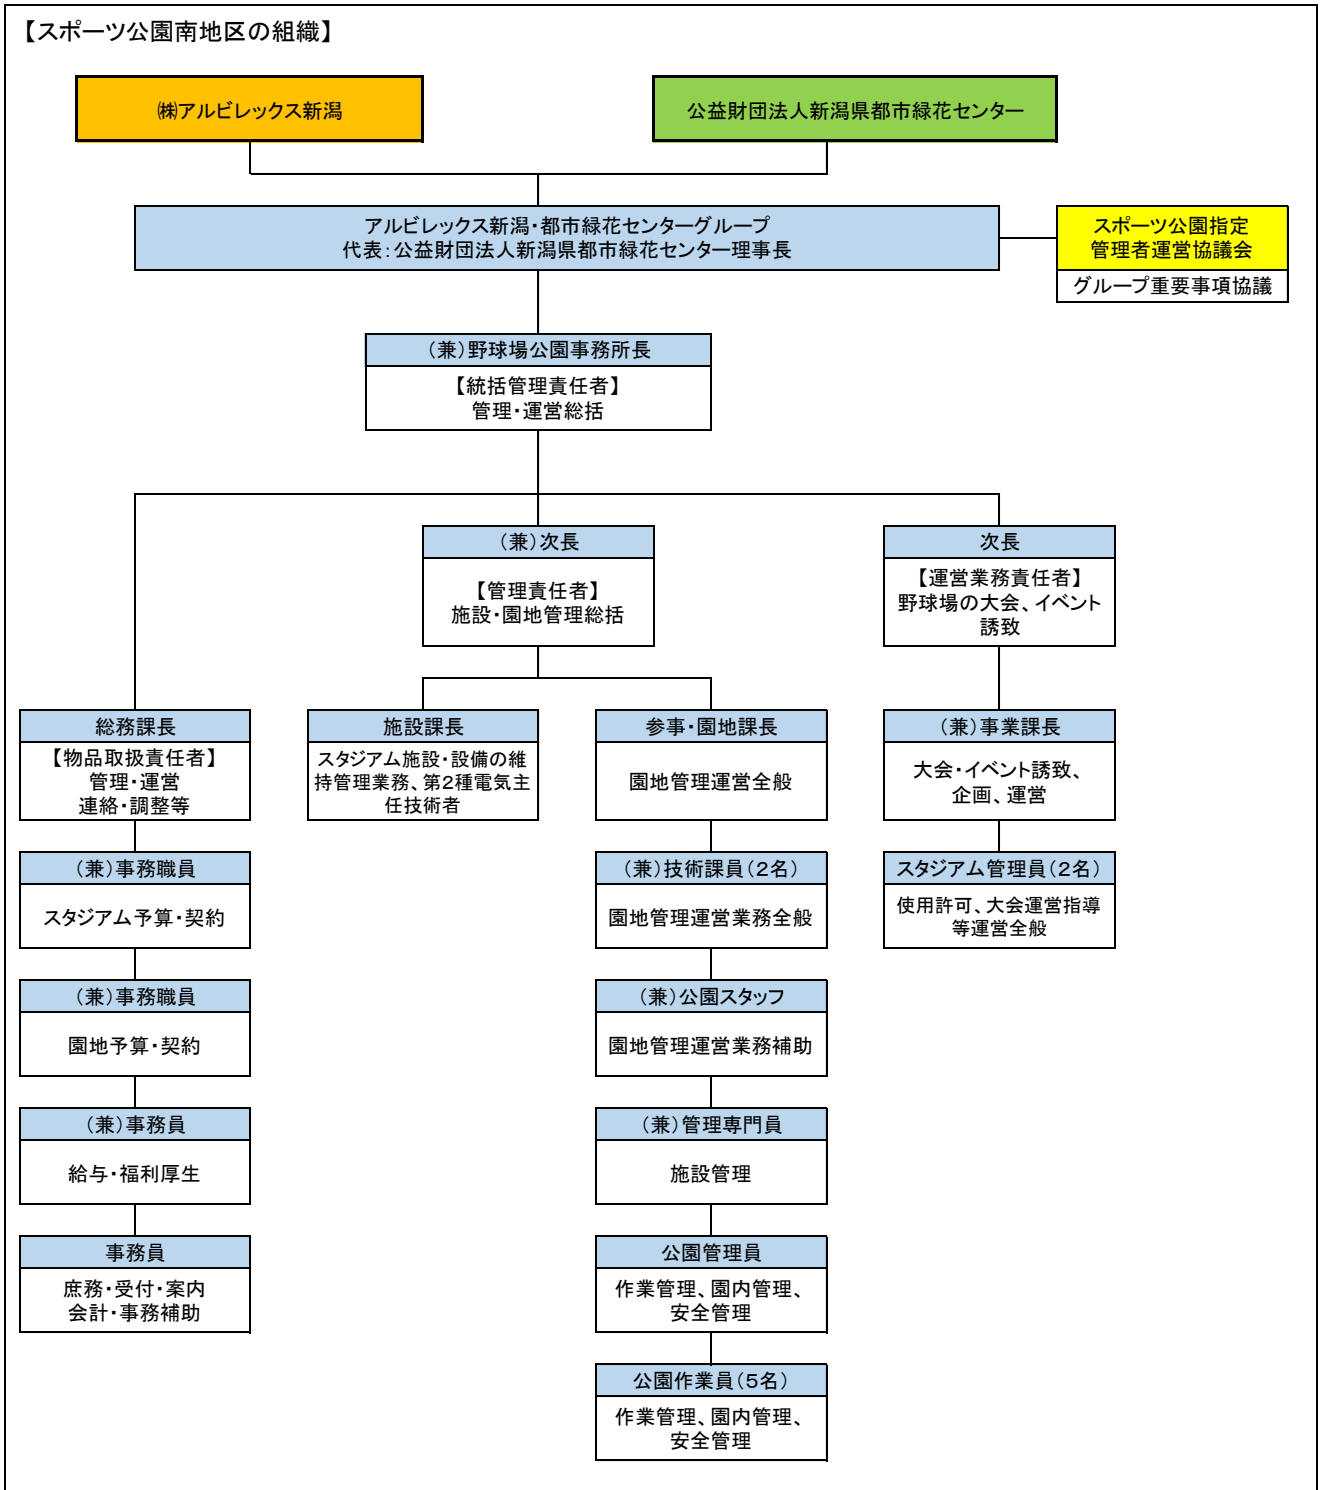 【スポーツ公園南地区の組織】
㈱アルビレックス新潟
公益財団法人新潟県都市緑花センター
アルビレックス新潟・都市緑花センターグループ
代表：公益財団法人新潟県都市緑花センター理事長
スポーツ公園指定
管理者運営協議会
グループ重要事項協議
（兼）野球場公園事務所長
【統括管理責任者】
管理・運営総括
（兼）次長
【管理責任者】
施設・園地管理総括
次長
【運営業務責任者】
野球場の大会、イベント
誘致
総務課長
【物品取扱責任者】
管理・運営
連絡・調整等
施設課長
スタジアム施設・設備の維
持管理業務、第２種電気主
任技術者
参事・園地課長
園地管理運営全般
（兼）事業課長
大会・イベント誘致、
企画、運営
（兼）事務職員
スタジアム予算・契約
（兼）技術課員（２名）
園地管理運営業務全般
スタジアム管理員（２名）
使用許可、大会運営指導
等運営全般
（兼）事務職員
園地予算・契約
（兼）公園スタッフ
園地管理運営業務補助
（兼）事務員
給与・福利厚生
（兼）管理専門員
施設管理
事務員
庶務・受付・案内
会計・事務補助
公園管理員
作業管理、園内管理、
安全管理
公園作業員（５名）
作業管理、園内管理、
安全管理